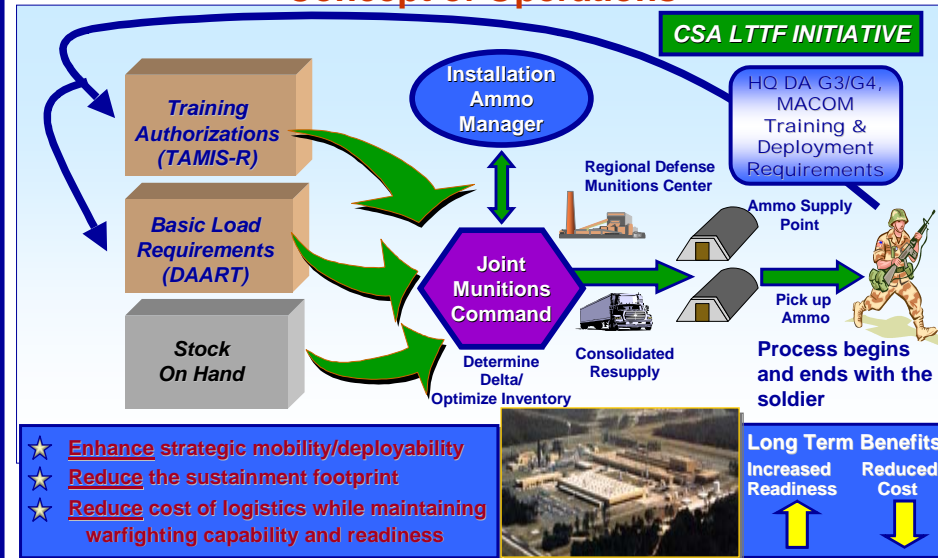 Concept of Operations
CSA LTTF INITIATIVE
Training
Authorizations
(TAMIS-R)
Installation
Ammo
Manager
HQ DA G3/G4,
MACOM
Training &
Deployment
Requirements
Regional Defense
Munitions Center
Ammo Supply
Point
Basic Load
Requirements
(DAART)
Joint
Munitions
Command
Pick up
Ammo
Stock
On Hand
Determine
Delta/
Optimize Inventory
Consolidated
Resupply
Process begins
and ends with the
soldier
Enhance strategic mobility/deployability
Reduce the sustainment footprint
Reduce cost of logistics while maintaining
warfighting capability and readiness
Long Term Benefits
Increased
Readiness
Reduced
Cost